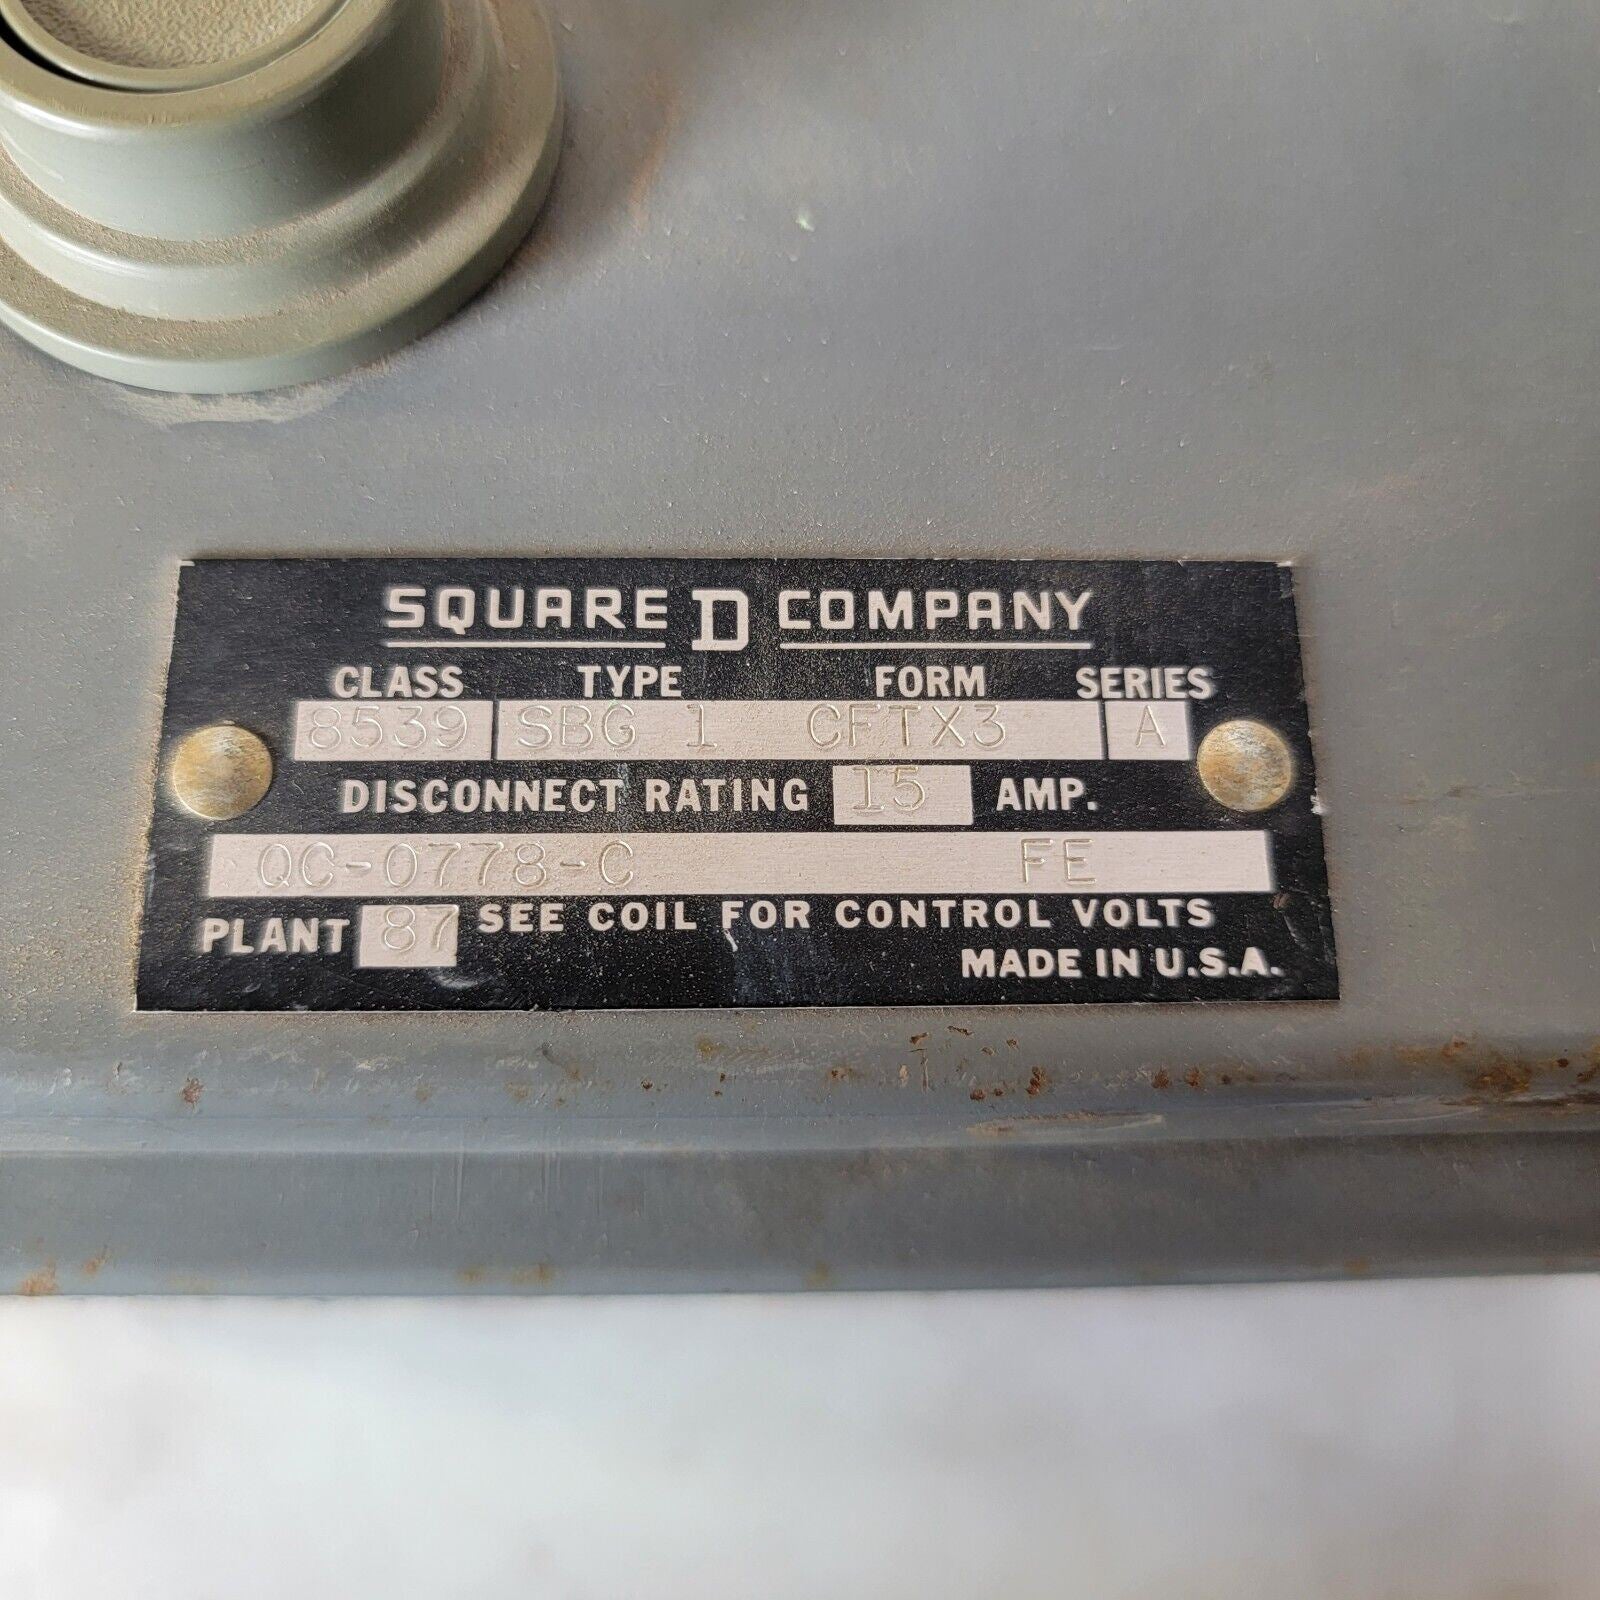 SQUARE D COMPANY
CLASS TYPE FORM SERIES
8539 SBG 1 CFTX3 A
DISCONNECT RATING 15 AMP.
QC-0778-C FE
PLANT 87 SEE COIL FOR CONTROL VOLTS
MADE IN U.S.A.